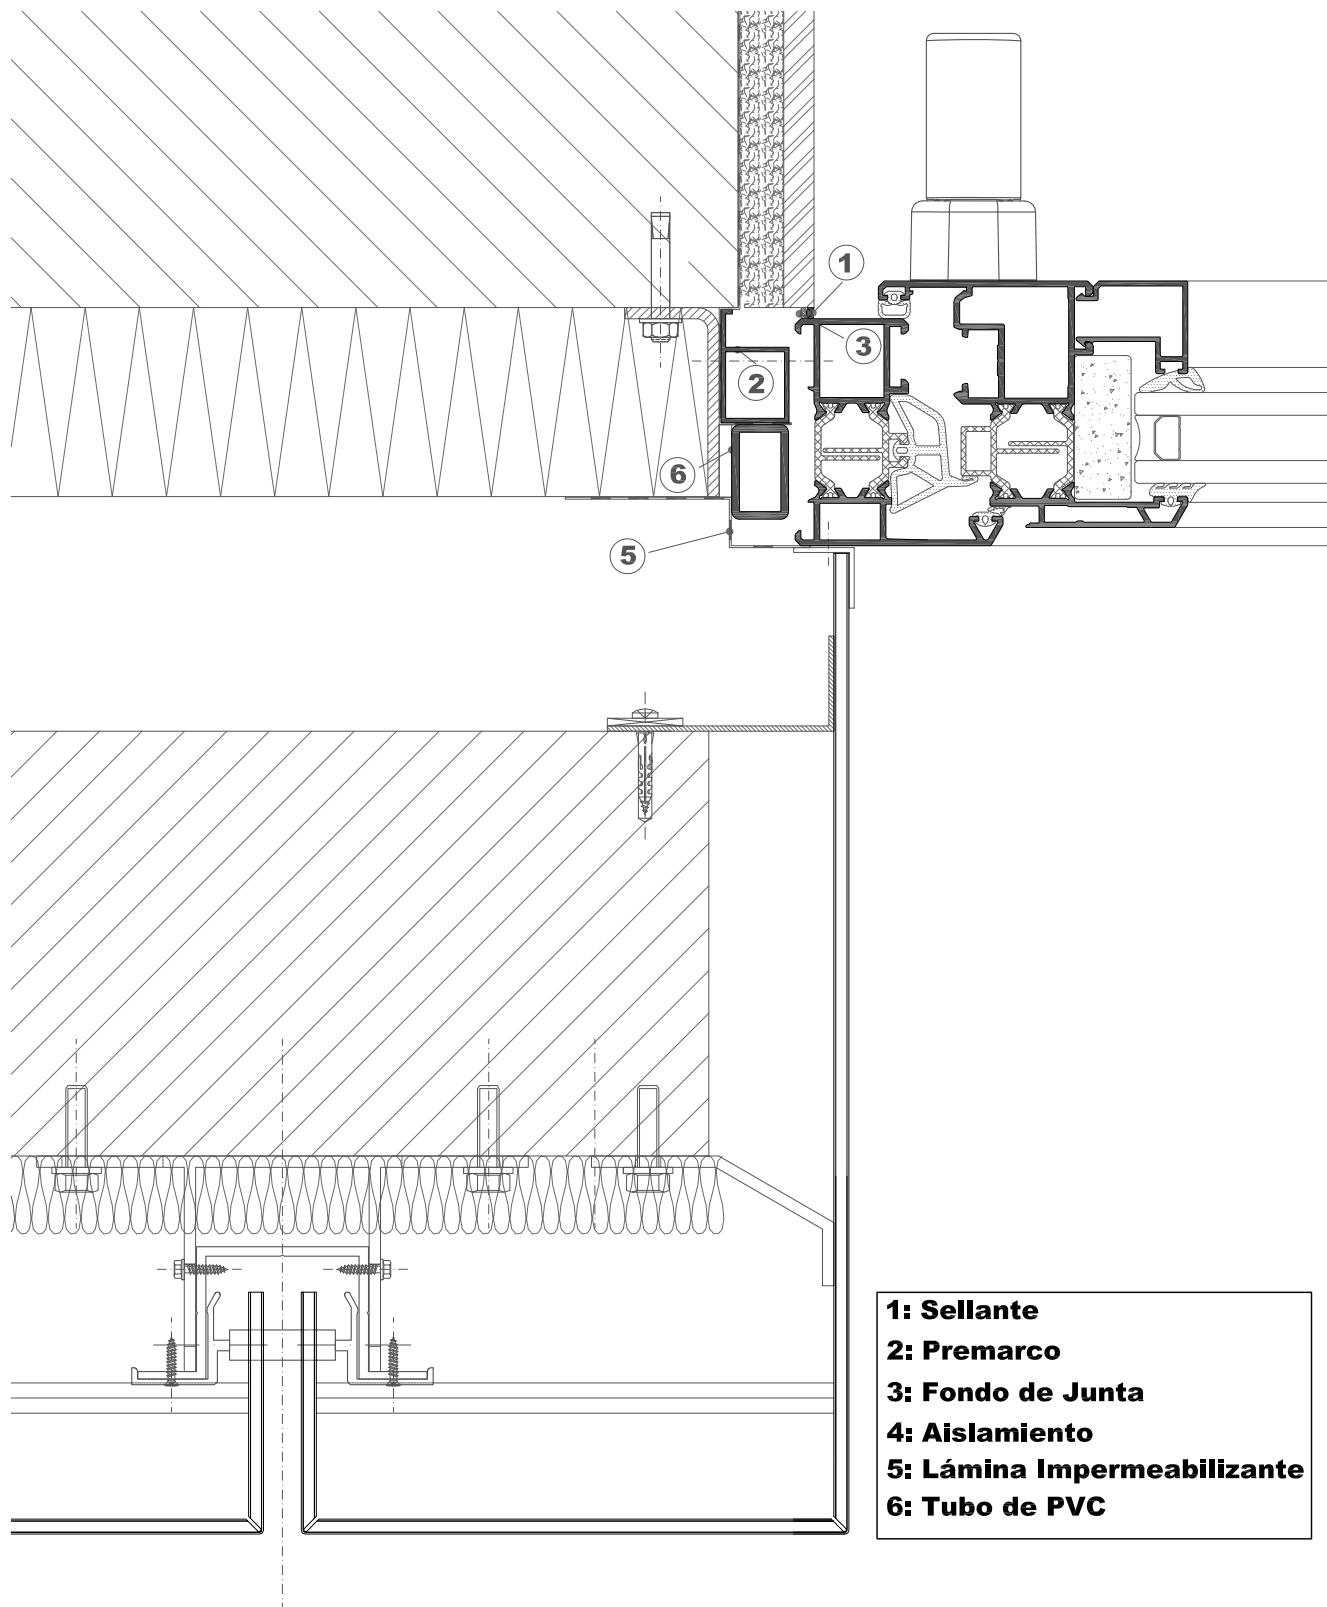 1
3
2
6
5
1: Sellante
2: Premarco
3: Fondo de Junta
4: Aislamiento
5: Lámina Impermeabilizante
6: Tubo de PVC